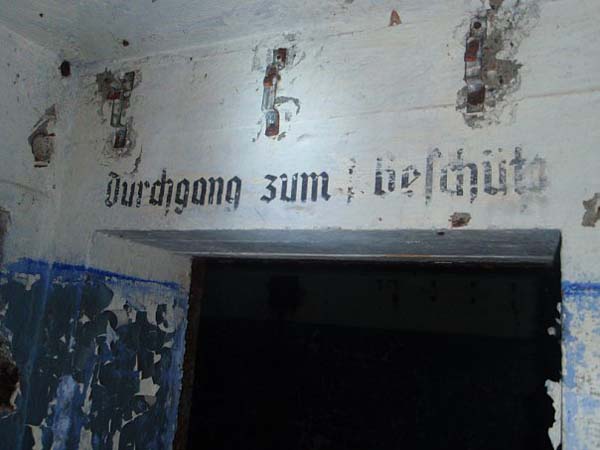 Durchgang zum Geschütz